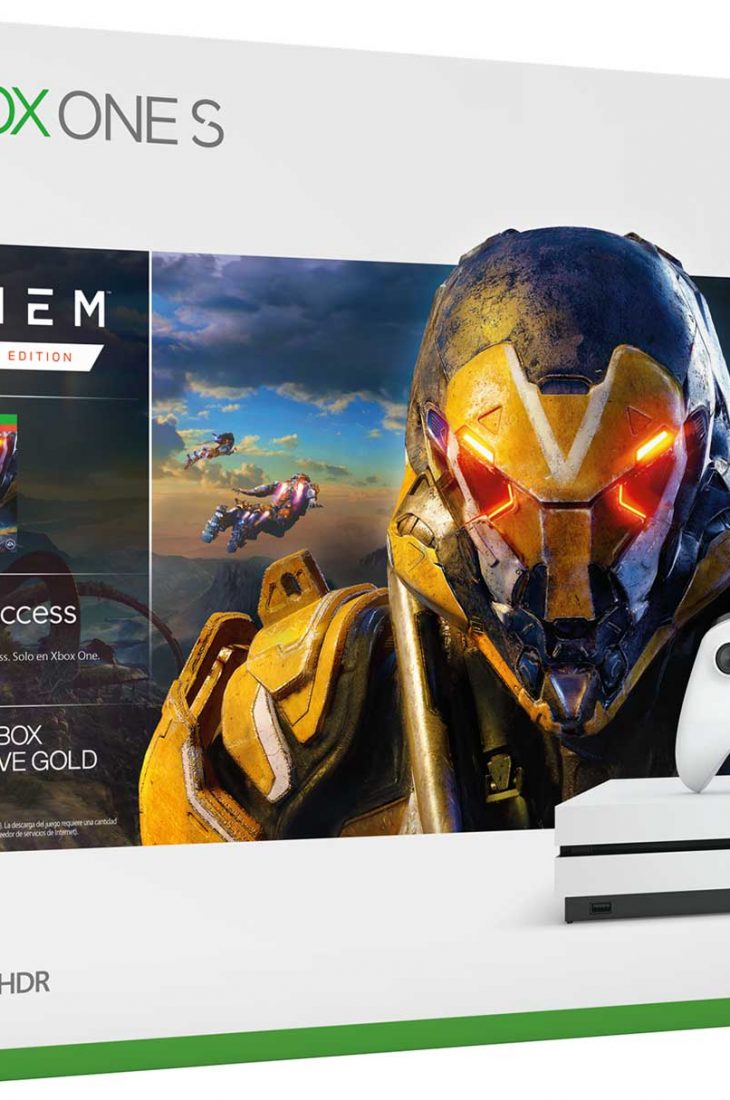 OX ONE S
HEM™
EDITION
ccess
ss. Solo en Xbox One.
BOX
VE GOLD
). La descarga del juego requiere una cantidad
eedor de servicios de Internet).
HDR